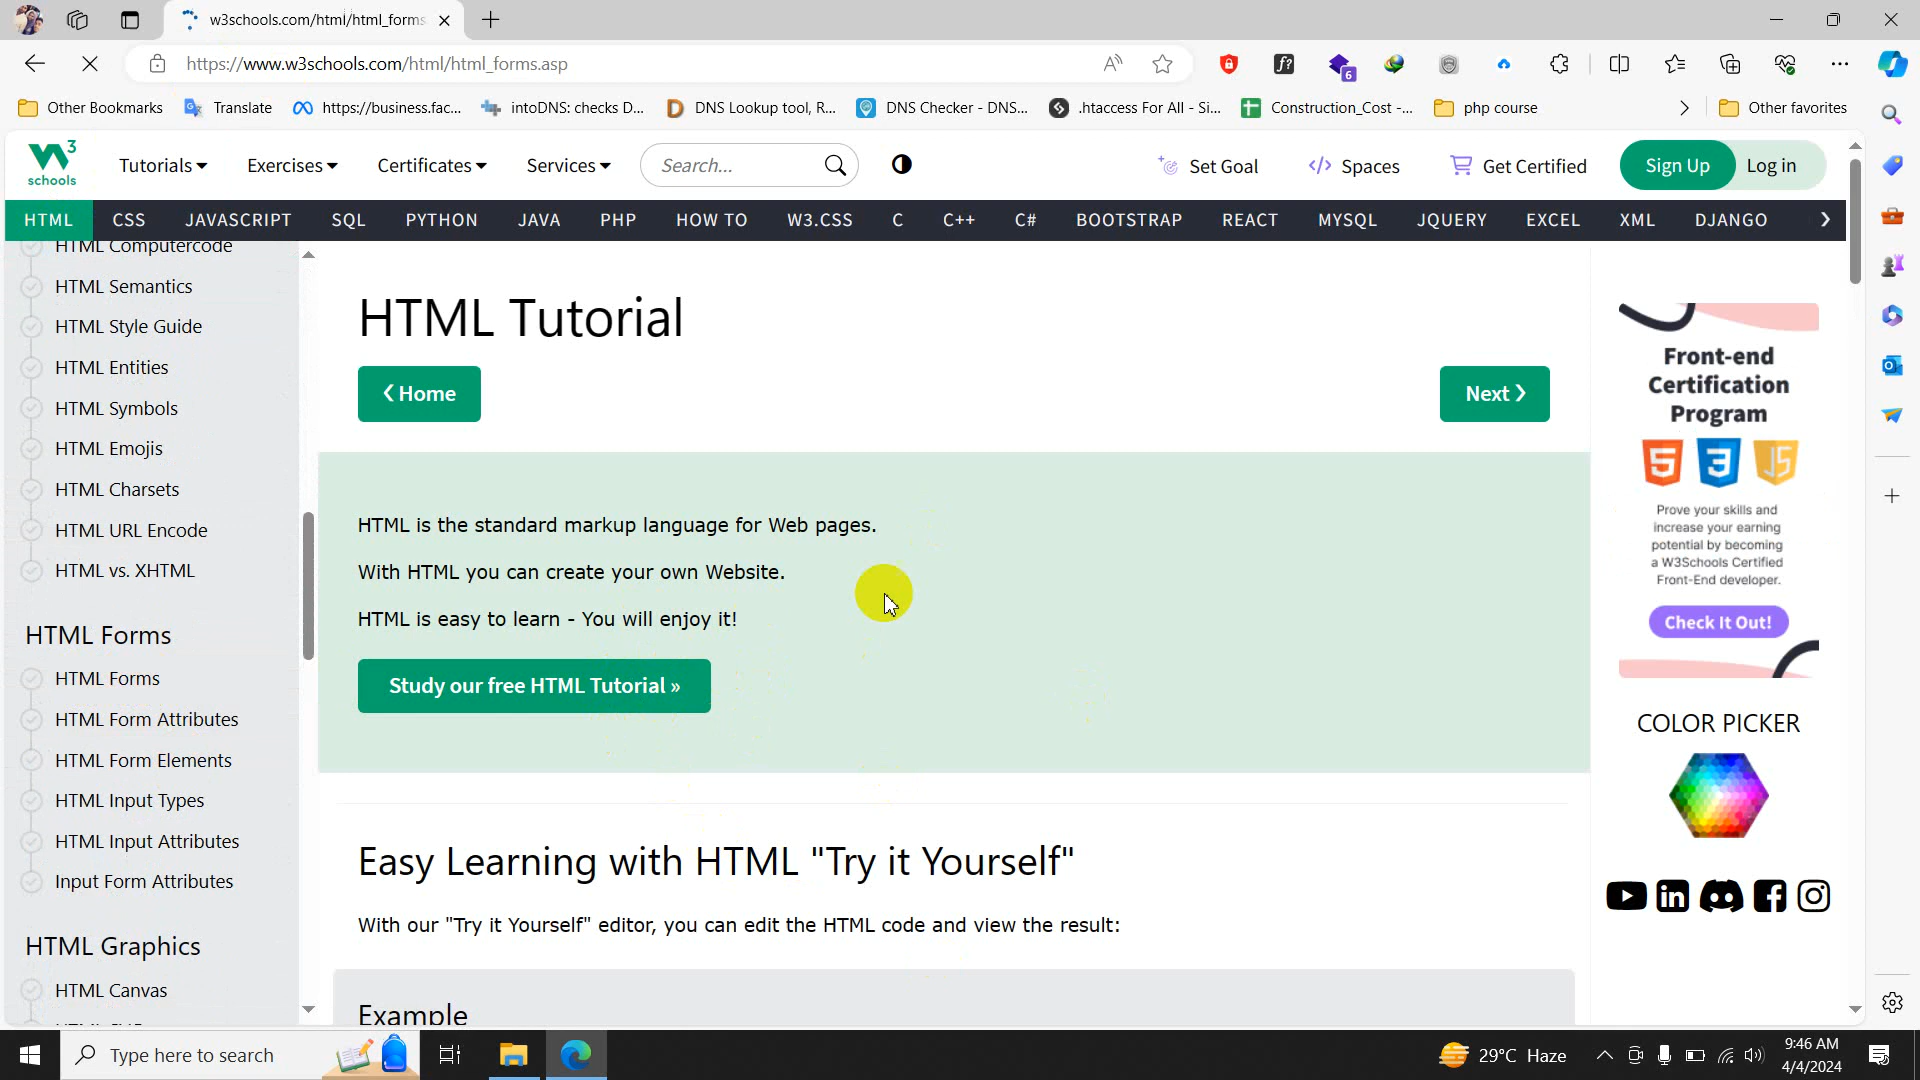 w3schools.com/html/html_forms
https://www.w3schools.com/html/html_forms.asp
6
Other Bookmarks
Translate
https://business.fac...
intoDNS: checks D...
DNS Lookup tool, R...
DNS Checker - DNS...
.htaccess For All - Si...
Construction_Cost -...
php course
Other favorites
W3
schools
Tutorials
Exercises
Certificates
Services
Search...
Set Goal
Spaces
Get Certified
Sign Up
Log in
HTML
CSS
JAVASCRIPT
SQL
PYTHON
JAVA
PHP
HOW TO
W3.CSS
C
C++
C#
BOOTSTRAP
REACT
MYSQL
JQUERY
EXCEL
XML
DJANGO
HTML Computercode
HTML Semantics
HTML Style Guide
HTML Entities
HTML Symbols
HTML Emojis
HTML Charsets
HTML URL Encode
HTML vs. XHTML
HTML Forms
HTML Forms
HTML Form Attributes
HTML Form Elements
HTML Input Types
HTML Input Attributes
Input Form Attributes
HTML Graphics
HTML Canvas
HTML Tutorial
❮ Home
Next ❯
HTML is the standard markup language for Web pages.
With HTML you can create your own Website.
HTML is easy to learn - You will enjoy it!
Study our free HTML Tutorial »
Easy Learning with HTML "Try it Yourself"
With our "Try it Yourself" editor, you can edit the HTML code and view the result:
Example
Front-end
Certification
Program
5
3
JS
Prove your skills and
increase your earning
potential by becoming
a W3Schools Certified
Front-End developer.
Check It Out!
COLOR PICKER
Type here to search
29°C Haze
9:46 AM
4/4/2024